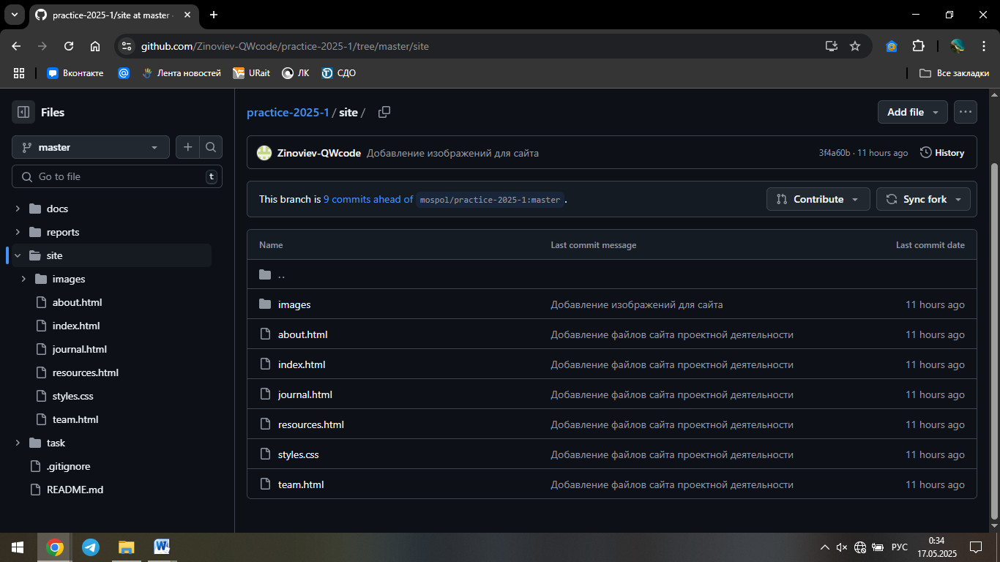 practice-2025-1/site at master ·
github.com/Zinoviev-QWcode/practice-2025-1/tree/master/site
Вконтакте
Лента новостей
URait
ЛК
СДО
Все закладки
Files
master
Go to file
t
docs
reports
site
images
about.html
index.html
journal.html
resources.html
styles.css
team.html
task
.gitignore
README.md
practice-2025-1 / site /
Add file
Zinoviev-QWcode Добавление изображений для сайта
3f4a60b · 11 hours ago
History
This branch is 9 commits ahead of mospol/practice-2025-1:master .
Contribute
Sync fork
Name Last commit message Last commit date
..
images Добавление изображений для сайта 11 hours ago
about.html Добавление файлов сайта проектной деятельности 11 hours ago
index.html Добавление файлов сайта проектной деятельности 11 hours ago
journal.html Добавление файлов сайта проектной деятельности 11 hours ago
resources.html Добавление файлов сайта проектной деятельности 11 hours ago
styles.css Добавление файлов сайта проектной деятельности 11 hours ago
team.html Добавление файлов сайта проектной деятельности 11 hours ago
РУС
0:34
17.05.2025